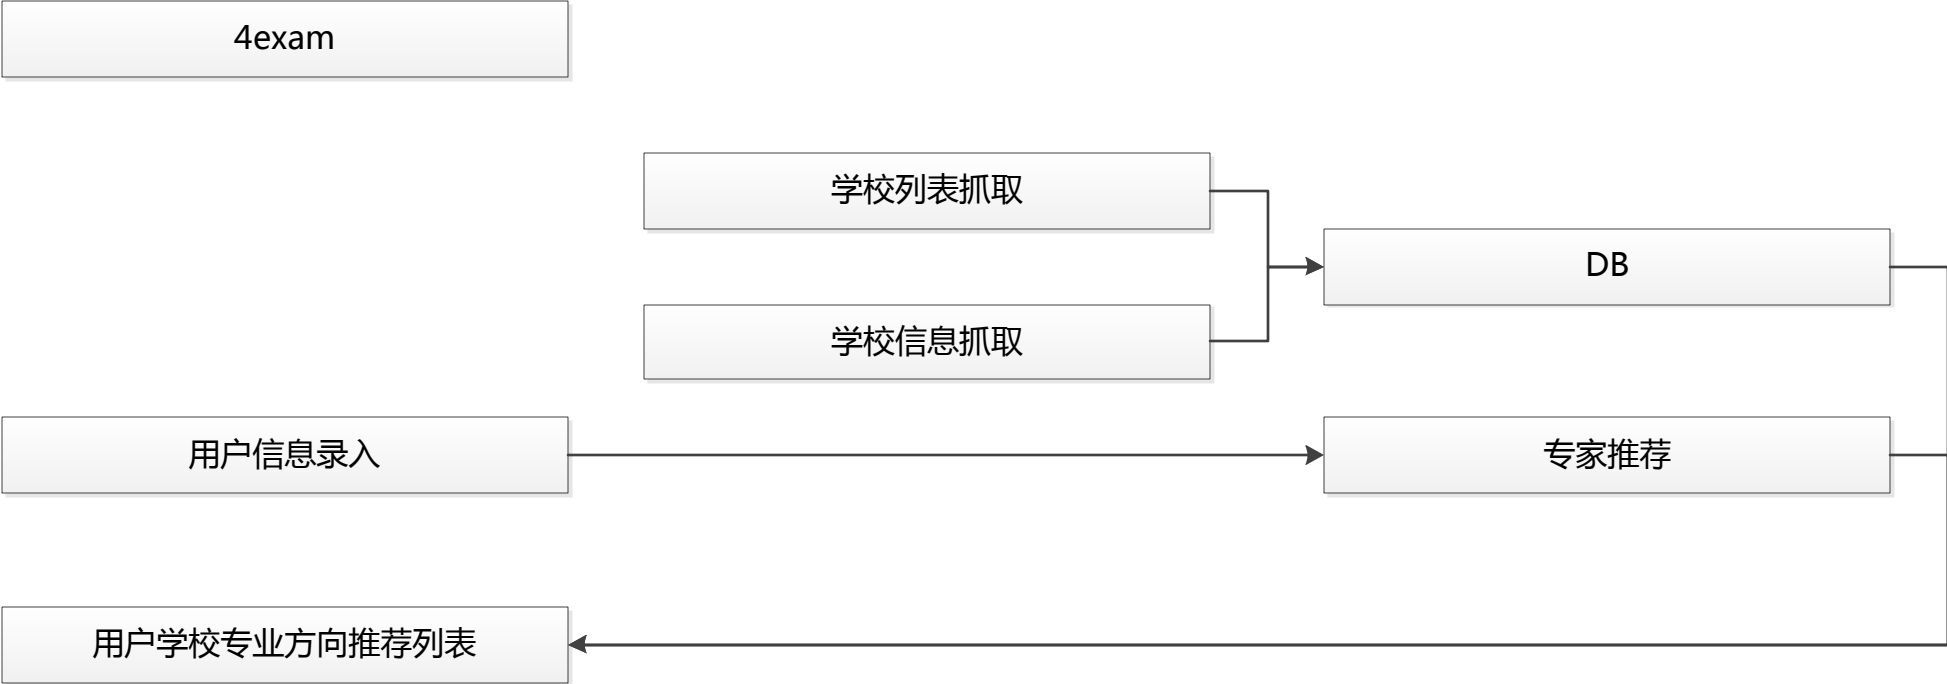 4exam
学校列表抓取
DB
学校信息抓取
用户信息录入
专家推荐
用户学校专业方向推荐列表